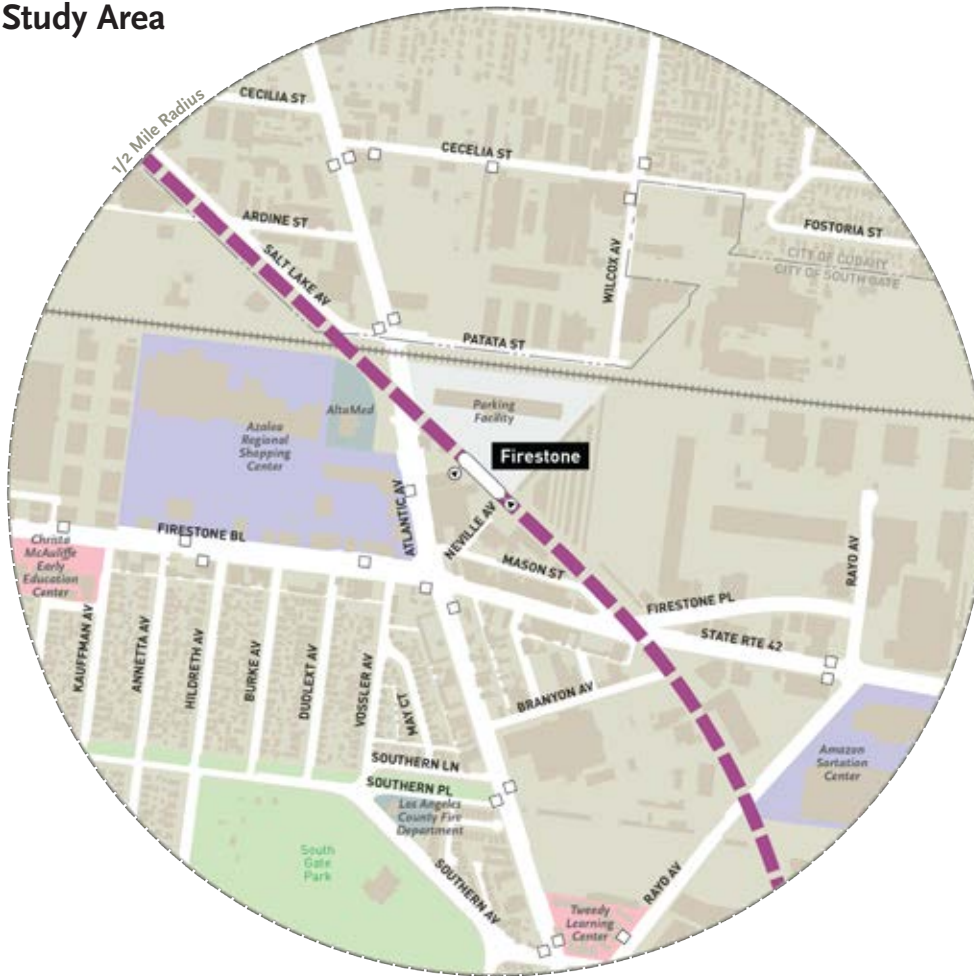 Study Area
1/2 Mile Radius
CECILIA ST
CECELIA ST
ARDINE ST
SALT LAKE AV
WILCOX AV
FOSTORIA ST
CITY OF CUDAHY
CITY OF SOUTH GATE
PATATA ST
Parking
Facility
AltaMed
Azalea
Regional
Shopping
Center
Firestone
ATLANTIC AV
NEVILLE AV
FIRESTONE BL
MASON ST
RAYO AV
Christa
McAuliffe
Early
Education
Center
FIRESTONE PL
STATE RTE 42
KAUFFMAN AV
ANNETTA AV
HILDRETH AV
BURKE AV
DUDLEXT AV
VOSSLER AV
MAY CT
BRANYON AV
SOUTHERN LN
SOUTHERN PL
Los Angeles
County Fire
Department
Amazon
Sortation
Center
South
Gate
Park
SOUTHERN AV
RAYO AV
Tweedy
Learning
Center